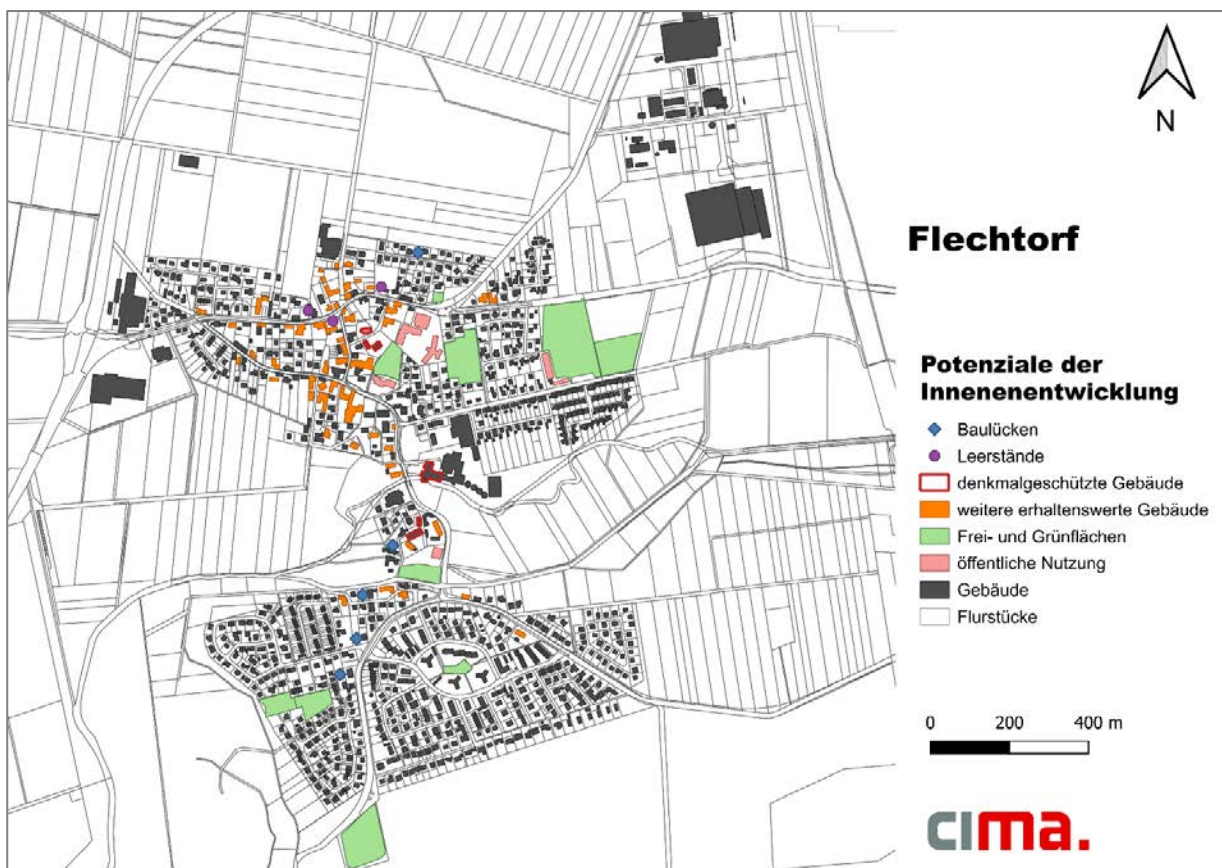 N
Flechtorf
Potenziale der
Innenenentwicklung
Baulücken
Leerstände
denkmalgeschützte Gebäude
weitere erhaltenswerte Gebäude
Frei- und Grünflächen
öffentliche Nutzung
Gebäude
Flurstücke
0 200 400 m
cima.